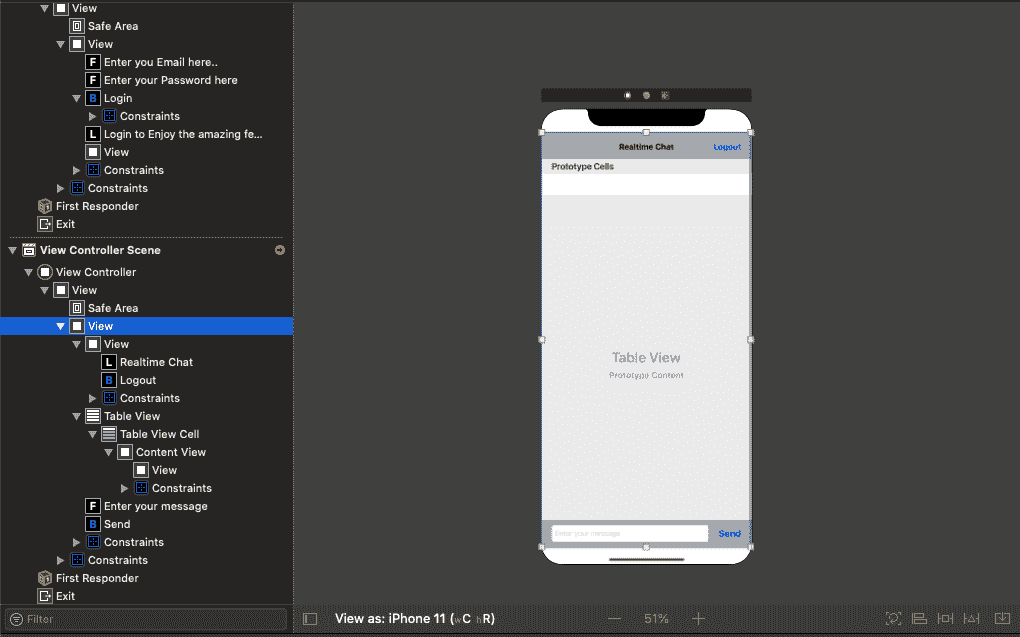 View
Safe Area
View
F Enter you Email here..
F Enter your Password here
B Login
Constraints
L Login to Enjoy the amazing fe...
View
Constraints
Constraints
First Responder
Exit
View Controller Scene
View Controller
View
Safe Area
View
View
L Realtime Chat
B Logout
Constraints
Table View
Table View Cell
Content View
View
Constraints
F Enter your message
B Send
Constraints
Constraints
First Responder
Exit
Filter
Realtime Chat Logout
Prototype Cells
Table View
Prototype Content
Enter your message Send
View as: iPhone 11 (wC hR) — 51% +